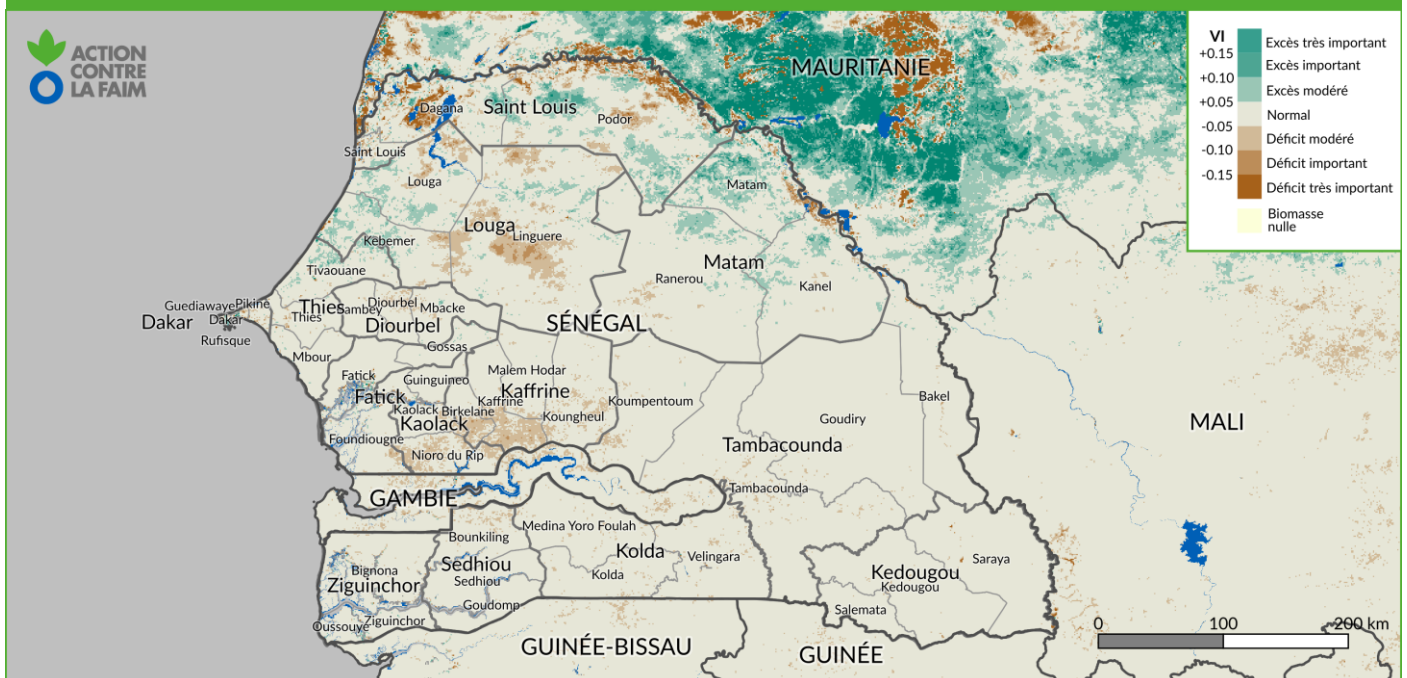 ACTION
CONTRE
LA FAIM
VI
+0.15
+0.10
+0.05
-0.05
-0.10
-0.15
Excès très important
Excès important
Excès modéré
Normal
Déficit modéré
Déficit important
Déficit très important
Biomasse
nulle
MAURITANIE
Dagana
Saint Louis
Podor
Saint Louis
Louga
Matam
Louga
Linguere
Kebemer
Matam
Tivaouane
Ranerou
Kanel
Guediawaye
Pikine
Thies
Bambey
Diourbel
Mbacke
Dakar
Dakar
Thies
Diourbel
SÉNÉGAL
Rufisque
Gossas
Mbour
Malem Hodar
Fatick
Guinguineo
Kaffrine
Fatick
Kaffrine
Koumpentoum
Bakel
Kaolack
Birkelane
Koungheul
Goudiry
Kaolack
MALI
Foundiougne
Tambacounda
Nioro du Rip
Tambacounda
GAMBIE
Medina Yoro Foulah
Bounkiling
Kolda
Velingara
Saraya
Sedhiou
Bignona
Kolda
Kedougou
Ziguinchor
Sedhiou
Kedougou
Goudomp
Salemata
Oussouye
Ziguinchor
0
100
200 km
GUINÉE-BISSAU
GUINÉE